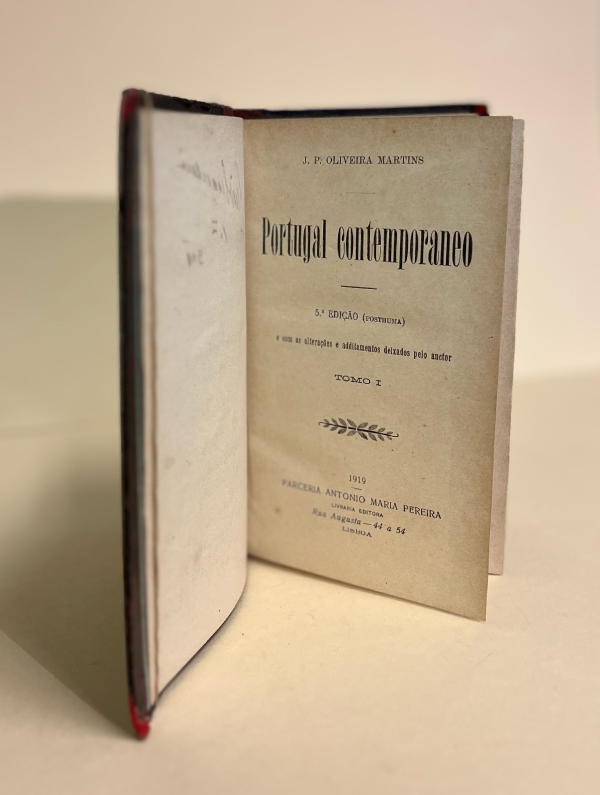 J. P. OLIVEIRA MARTINS
Portugal contemporaneo
5.ª EDIÇÃO (POSTHUMA)
e com as alterações e additamentos deixados pelo auctor
TOMO I
1919
PARCERIA ANTONIO MARIA PEREIRA
LIVRARIA EDITORA
Rua Augusta — 44 a 54
LISBOA